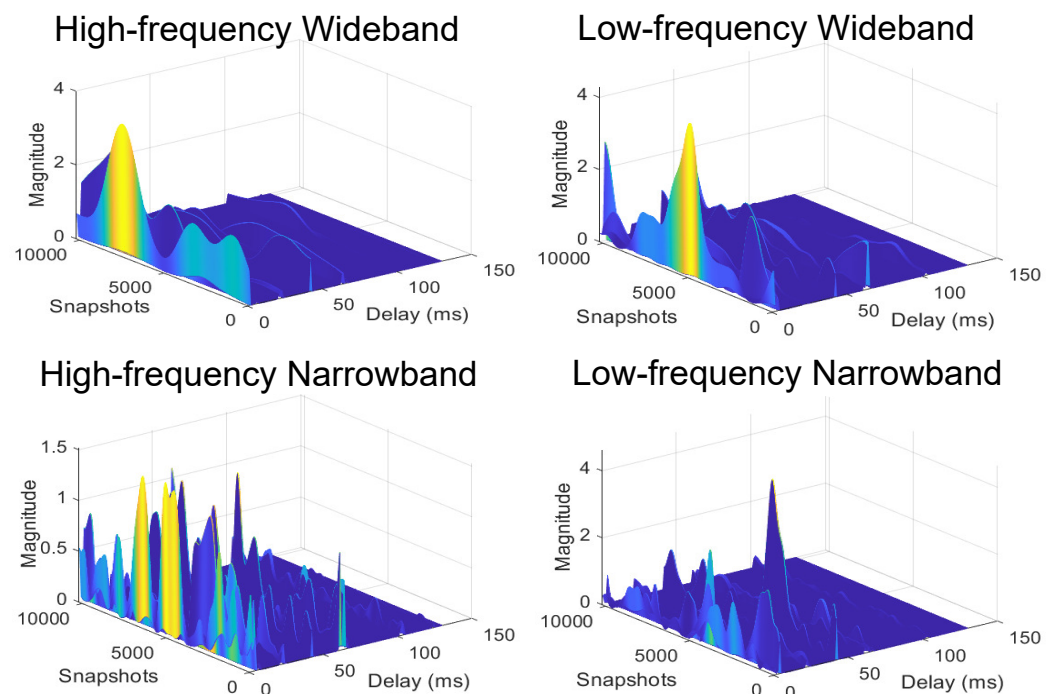 High-frequency Wideband
4
2
0
Magnitude
10000
5000
0
Snapshots
0
50
100
150
Delay (ms)
Low-frequency Wideband
4
2
0
Magnitude
10000
5000
0
Snapshots
0
50
100
150
Delay (ms)
High-frequency Narrowband
1.5
1
0.5
0
Magnitude
10000
5000
0
Snapshots
0
50
100
150
Delay (ms)
Low-frequency Narrowband
4
2
0
Magnitude
10000
5000
0
Snapshots
0
50
100
150
Delay (ms)